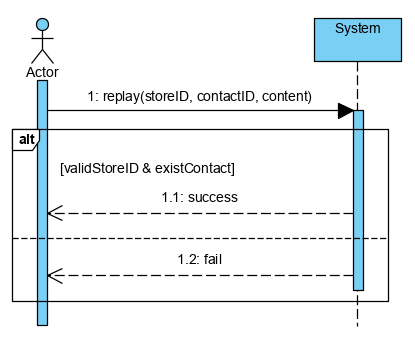 System
Actor
1: replay(storeID, contactID, content)
alt
[validStoreID & existContact]
1.1: success
1.2: fail